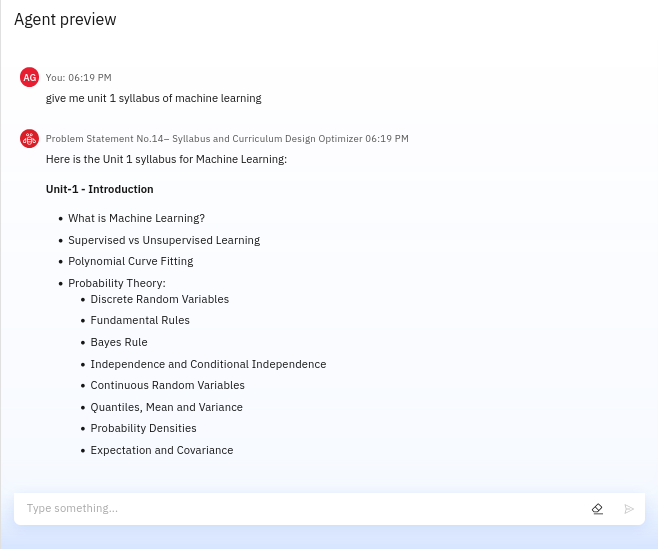 Agent preview
AG
You: 06:19 PM
give me unit 1 syllabus of machine learning
Problem Statement No.14– Syllabus and Curriculum Design Optimizer 06:19 PM
Here is the Unit 1 syllabus for Machine Learning:
Unit-1 - Introduction
• What is Machine Learning?
• Supervised vs Unsupervised Learning
• Polynomial Curve Fitting
• Probability Theory:
• Discrete Random Variables
• Fundamental Rules
• Bayes Rule
• Independence and Conditional Independence
• Continuous Random Variables
• Quantiles, Mean and Variance
• Probability Densities
• Expectation and Covariance
Type something...